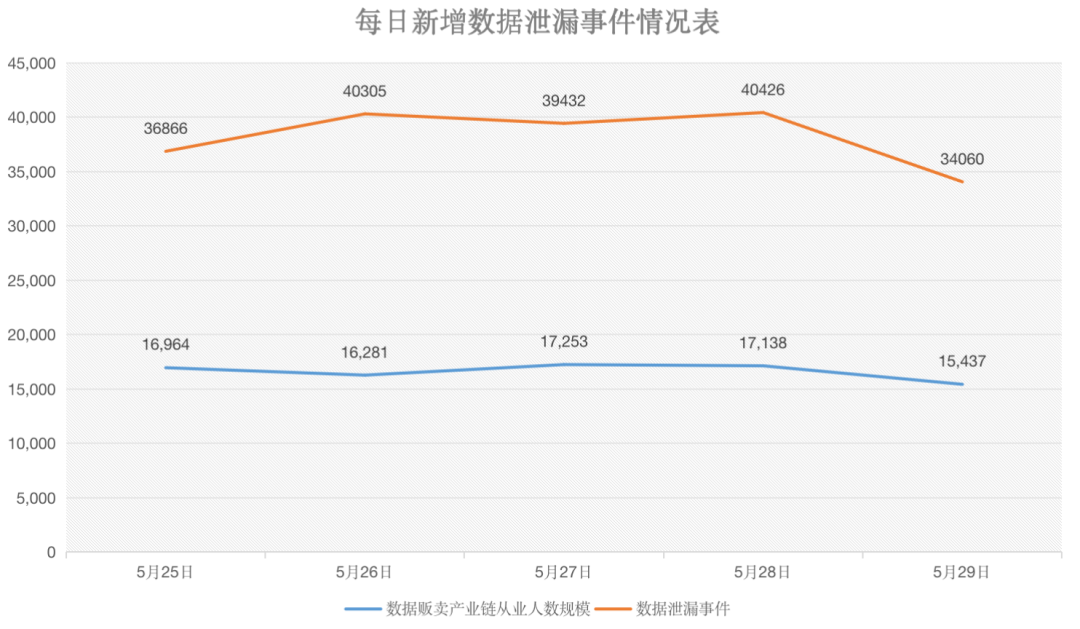 每日新增数据泄漏事件情况表
45,000
40,000
35,000
30,000
25,000
20,000
15,000
10,000
5,000
0
36866
40305
39432
40426
34060
16,964
16,281
17,253
17,138
15,437
5月25日
5月26日
5月27日
5月28日
5月29日
数据贩卖产业链从业人数规模
数据泄漏事件